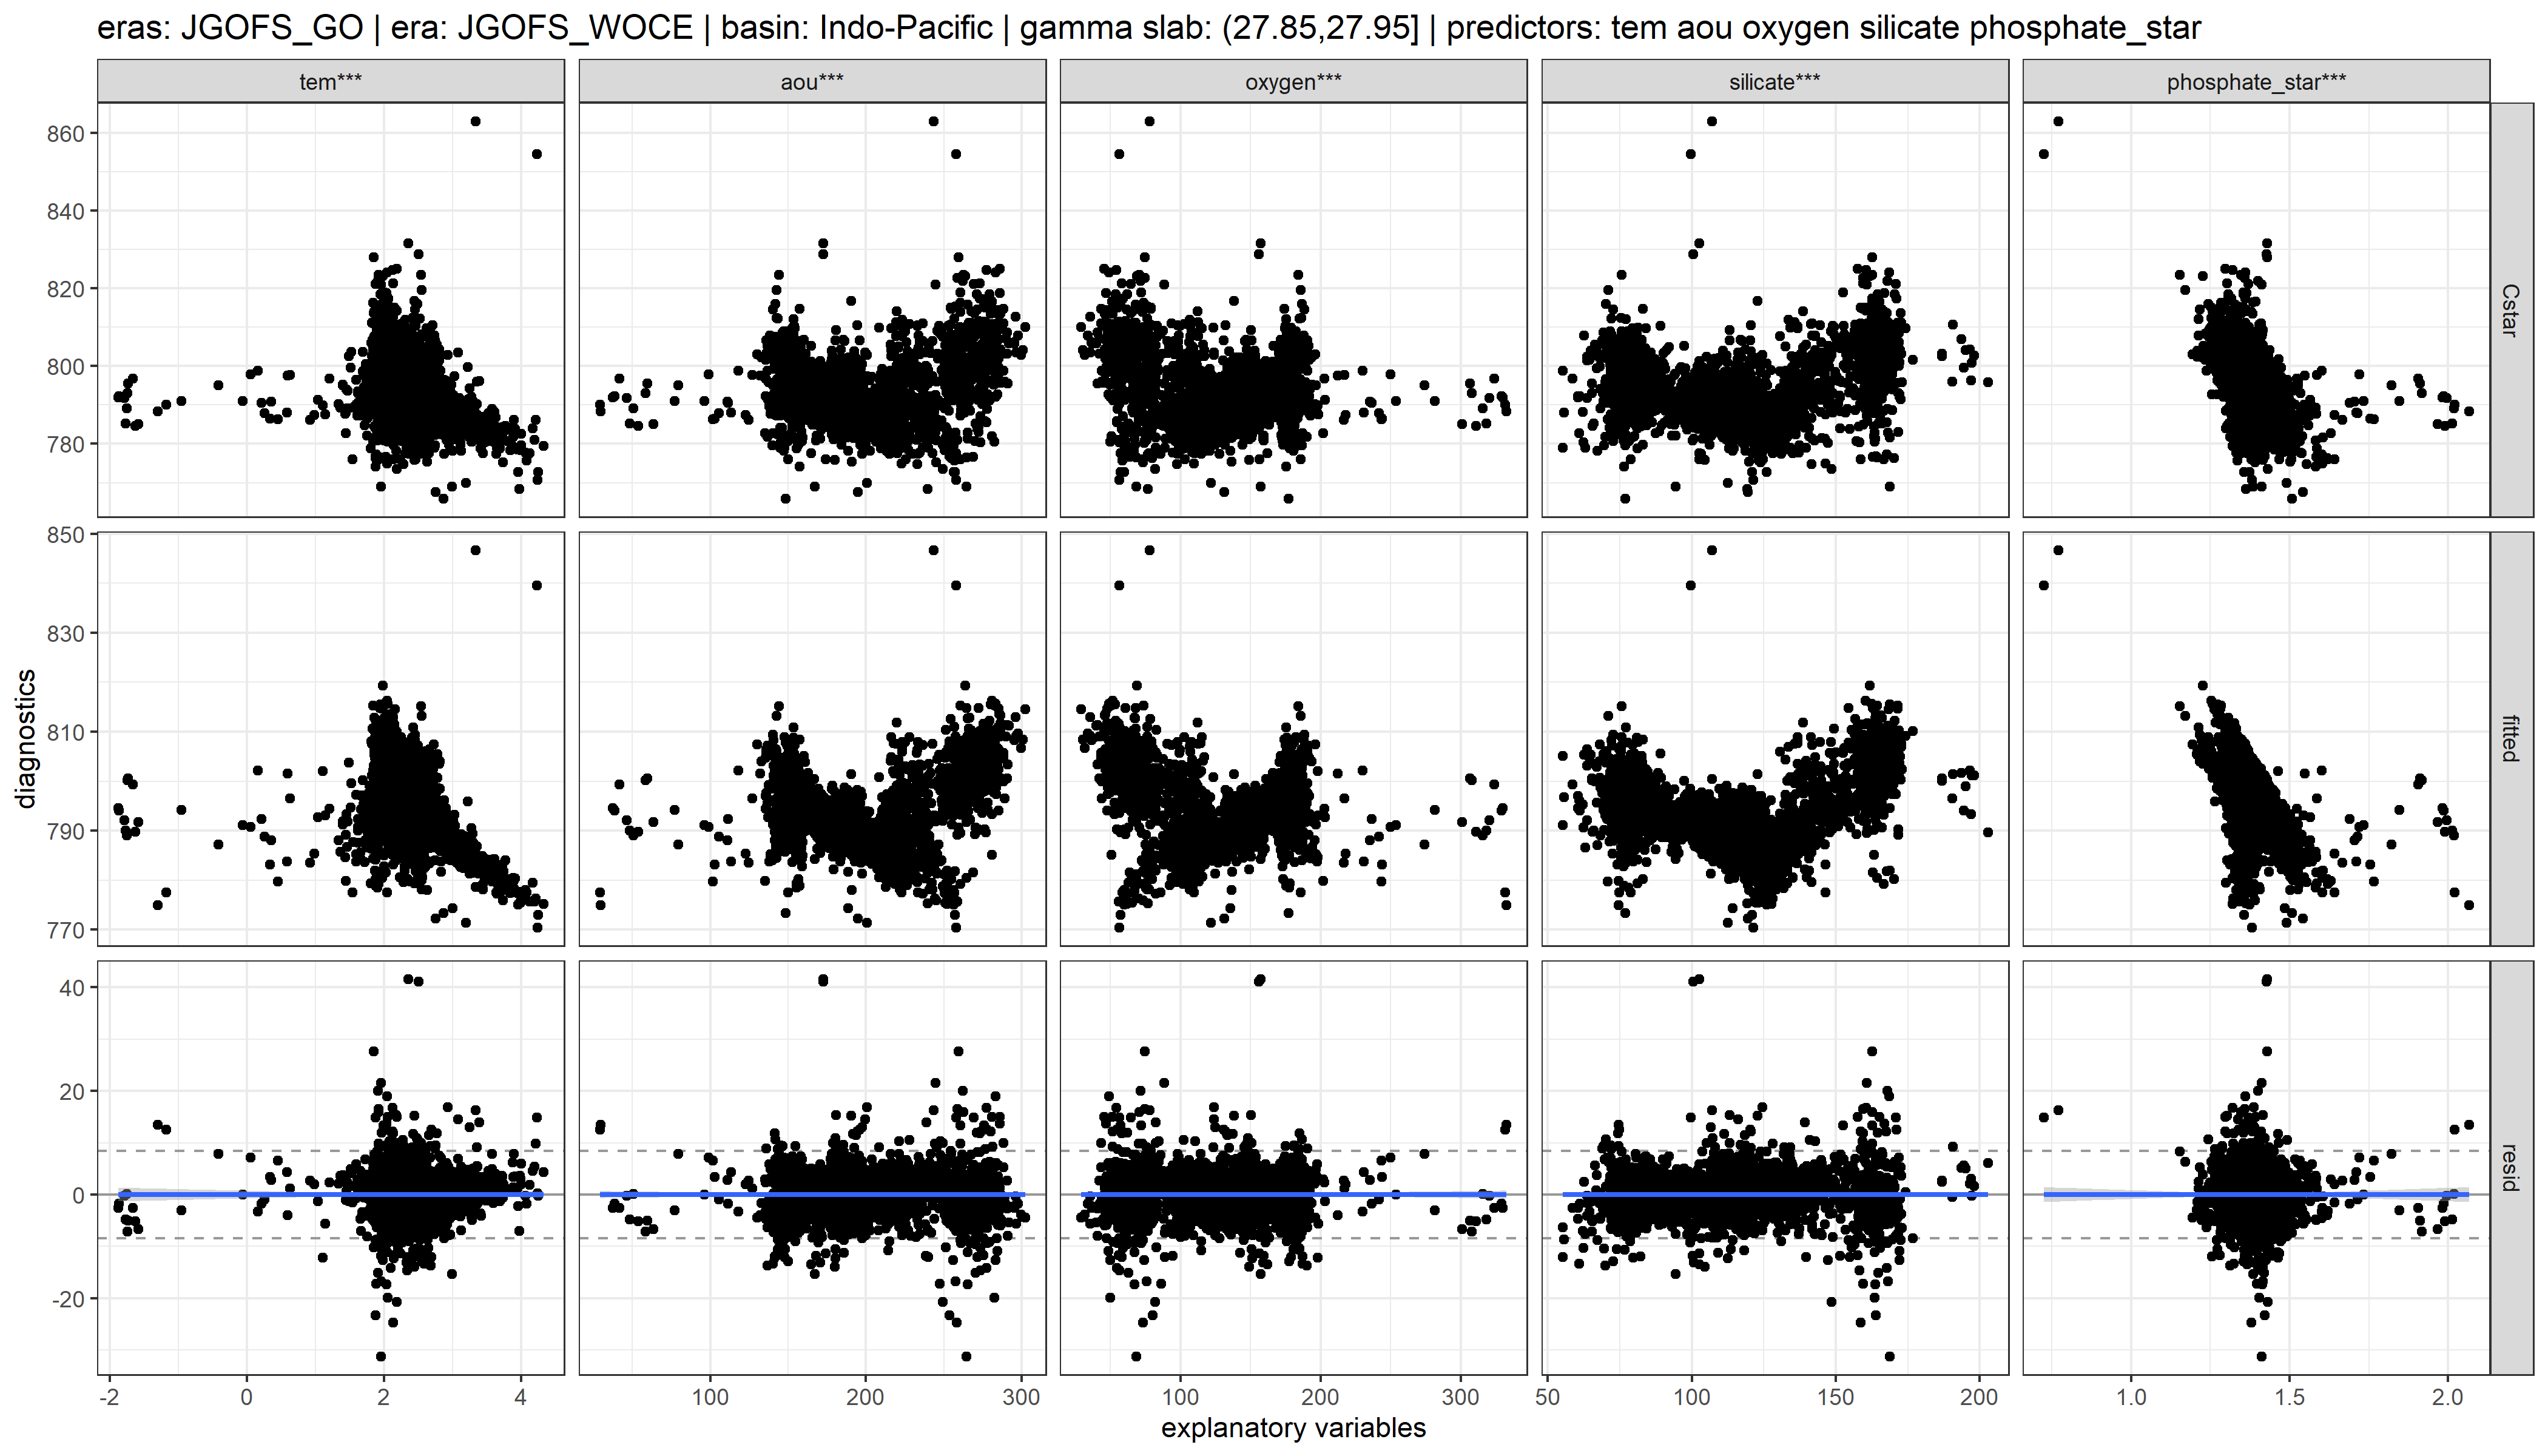 eras: JGOFS_GO | era: JGOFS_WOCE | basin: Indo-Pacific | gamma slab: (27.85,27.95] | predictors: tem aou oxygen silicate phosphate_star
tem*** aou*** oxygen*** silicate*** phosphate_star***
860
840
820
800
780
Cstar
850
830
810
790
770
fitted
diagnostics
40
20
0
-20
resid
-2 0 2 4 100 200 300 100 200 300 50 100 150 200 1.0 1.5 2.0
explanatory variables